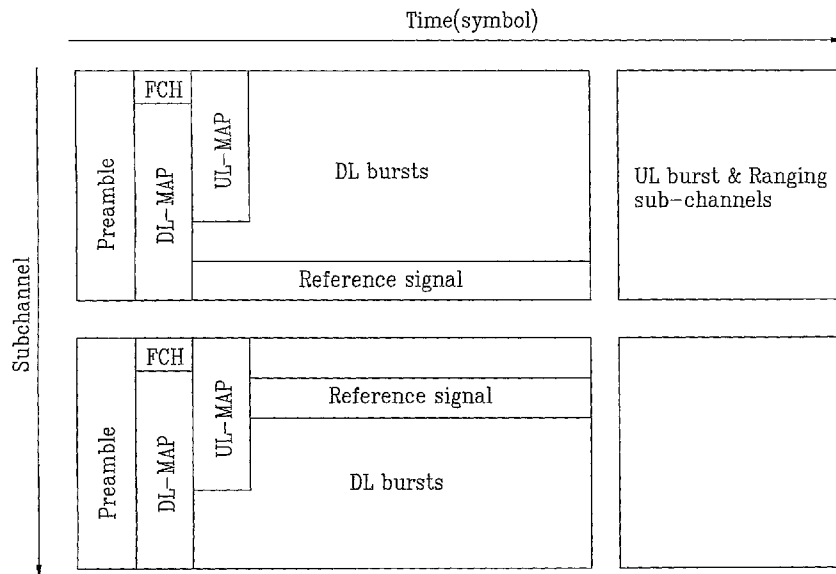 Time(symbol)
Subchannel
Preamble
FCH
DL-MAP
UL-MAP
DL bursts
Reference signal
UL burst & Ranging
sub-channels
Preamble
FCH
DL-MAP
UL-MAP
Reference signal
DL bursts